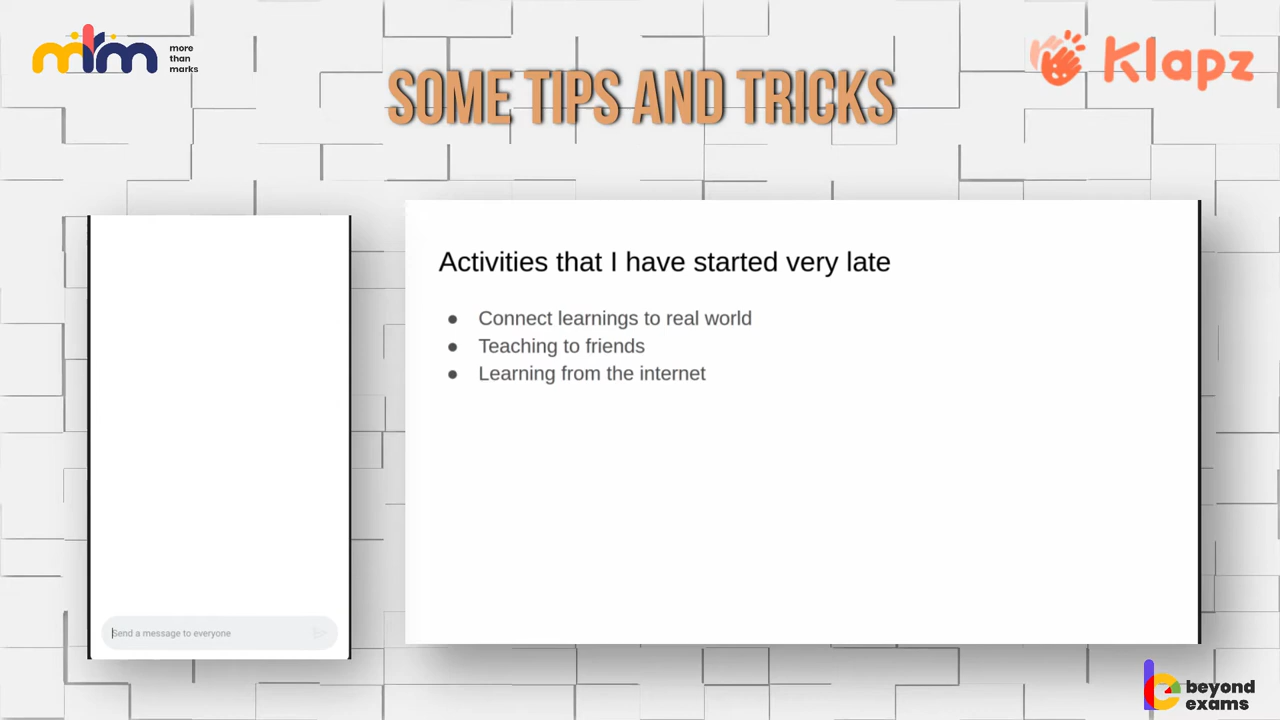 mtm
more
than
marks
Klapz
SOME TIPS AND TRICKS
Activities that I have started very late
● Connect learnings to real world
● Teaching to friends
● Learning from the internet
Send a message to everyone
beyond
exams